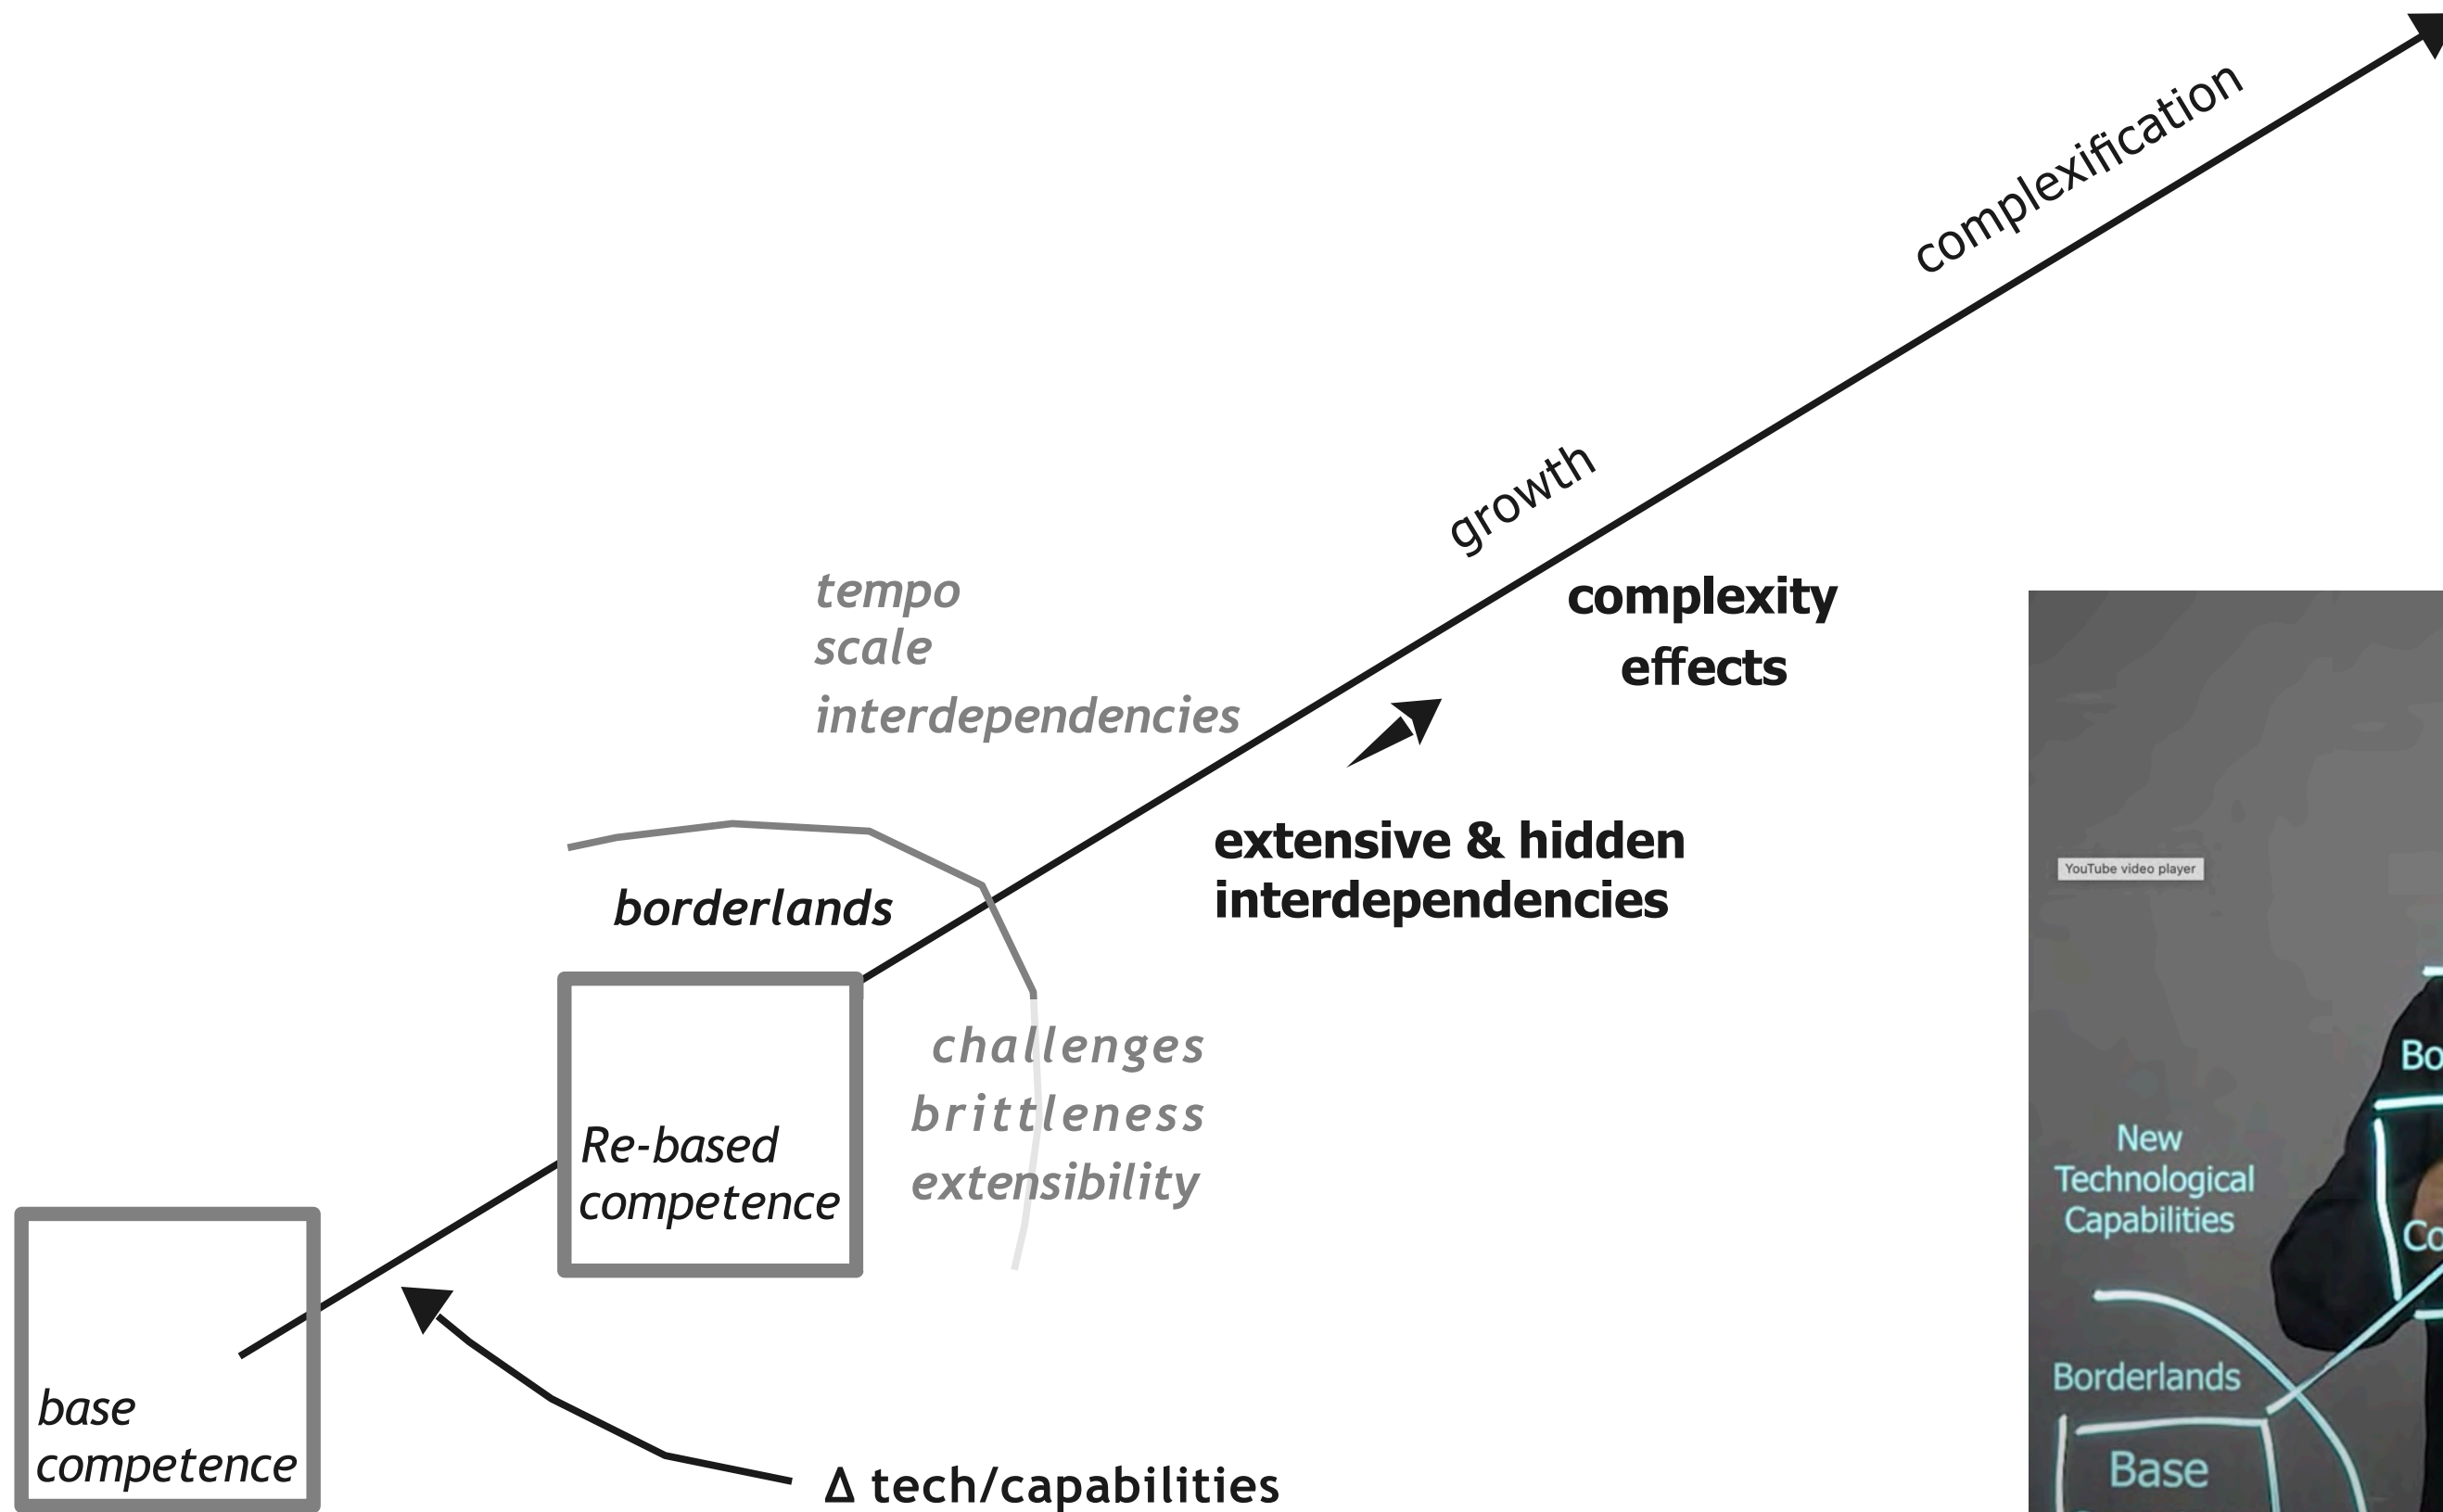 complexification
growth
tempo
scale
interdependencies
complexity
effects
extensive & hidden
interdependencies
borderlands
challenges
brittleness
extensibility
Re-based
competence
base
competence
Δ tech/capabilities
YouTube video player
New
Technological
Capabilities
Borderlands
Base